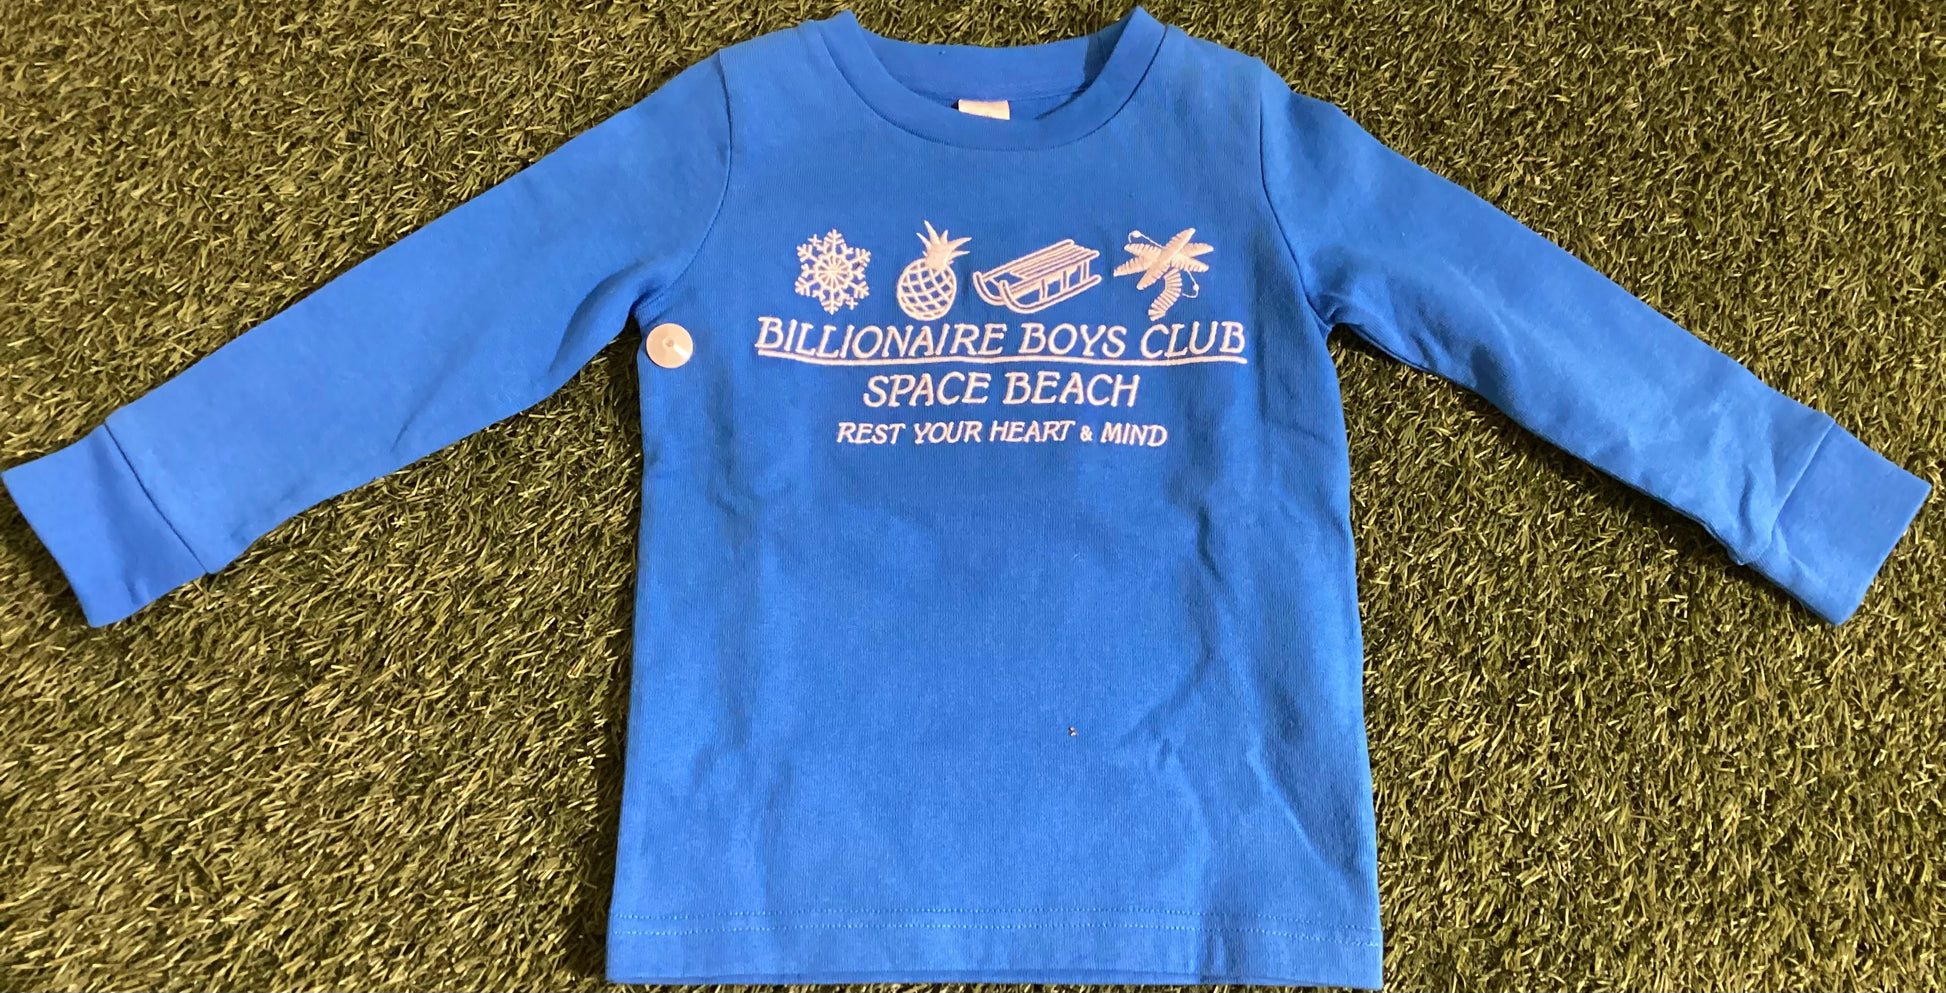 BILLIONAIRE BOYS CLUB
SPACE BEACH
REST YOUR HEART & MIND